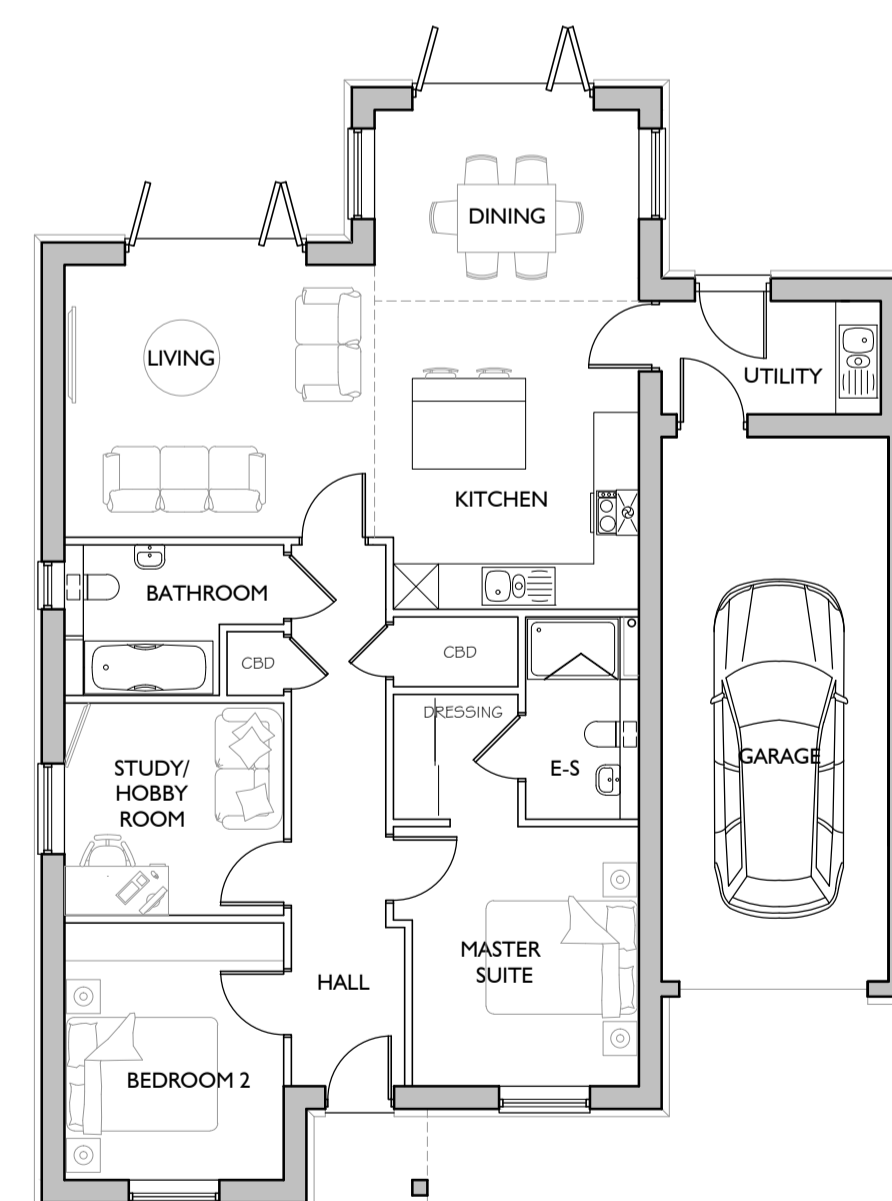 DINING
LIVING
UTILITY
KITCHEN
BATHROOM
CBD
CBD
DRESSING
STUDY/
HOBBY
ROOM
E-S
GARAGE
MASTER
SUITE
HALL
BEDROOM 2